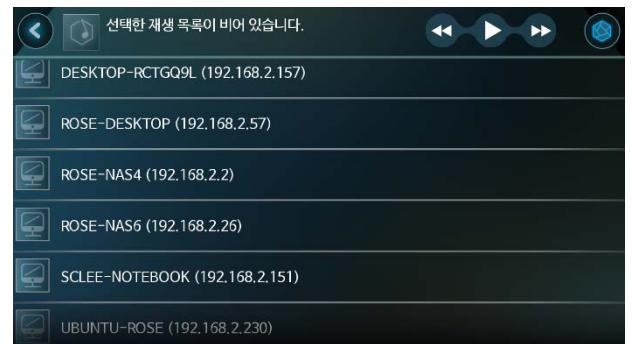 선택한 재생 목록이 비어 있습니다.
DESKTOP-RCTGQ9L (192.168.2.157)
ROSE-DESKTOP (192.168.2.57)
ROSE-NAS4 (192.168.2.2)
ROSE-NAS6 (192.168.2.26)
SCLEE-NOTEBOOK (192.168.2.151)
UBUNTU-ROSE (192.168.2.230)